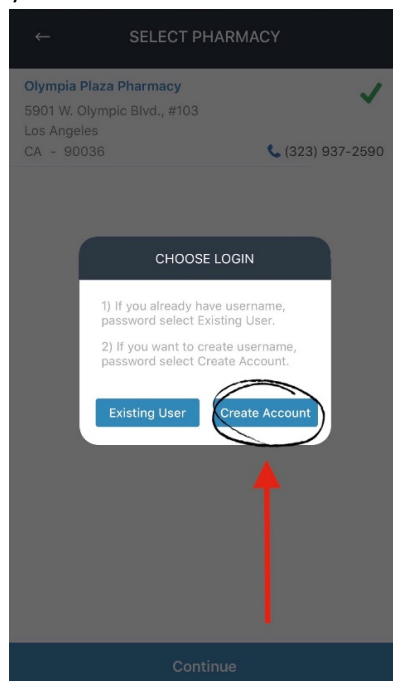 SELECT PHARMACY
Olympia Plaza Pharmacy
5901 W. Olympic Blvd., #103
Los Angeles
CA - 90036
(323) 937-2590
CHOOSE LOGIN
1) If you already have username,
password select Existing User.
2) If you want to create username,
password select Create Account.
Existing User
Create Account
Continue